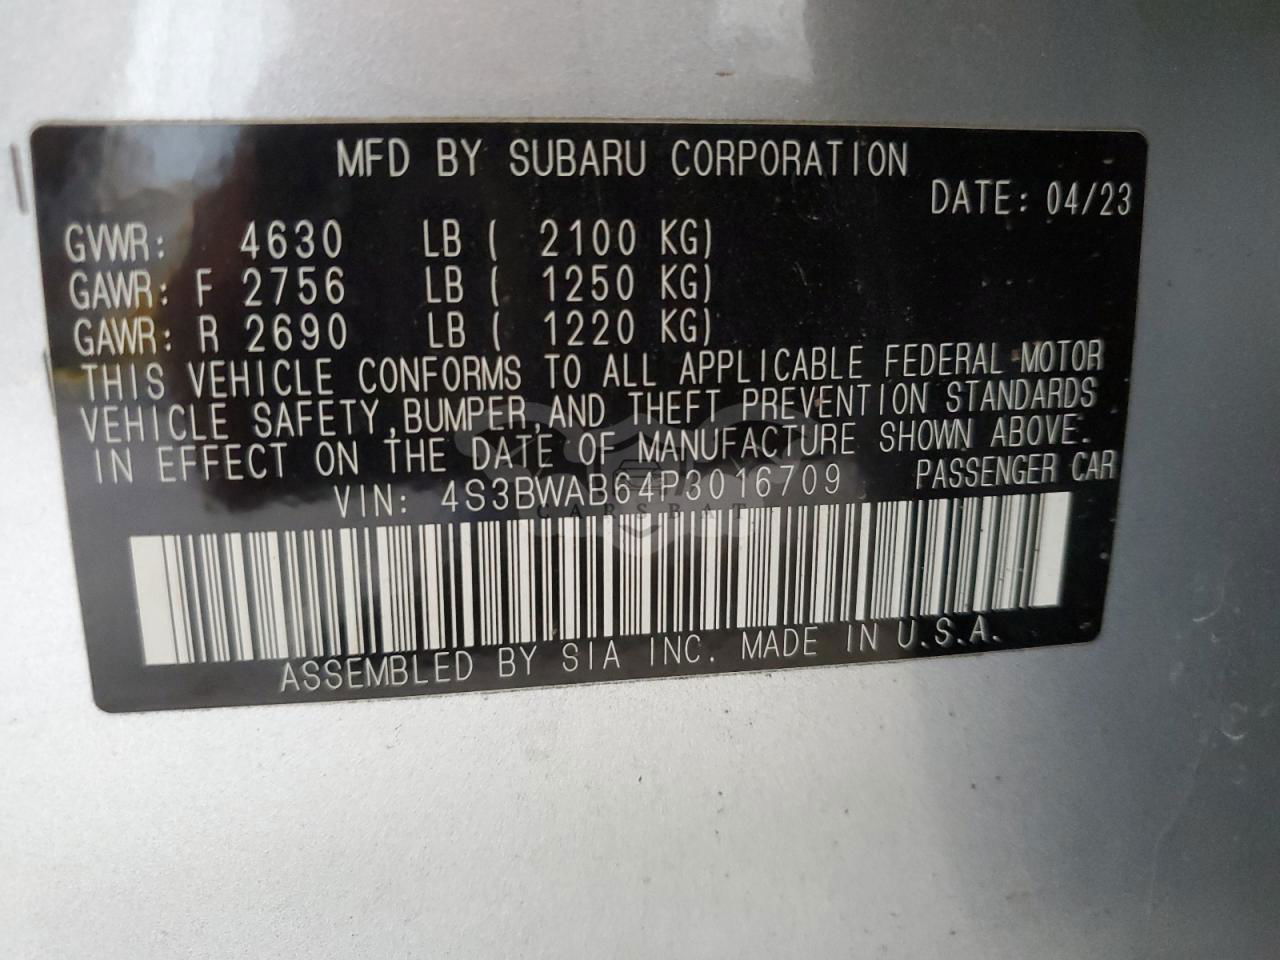 MFD BY SUBARU CORPORATION
DATE: 04/23
GVWR: 4630 LB ( 2100 KG)
GAWR: F 2756 LB ( 1250 KG)
GAWR: R 2690 LB ( 1220 KG)
THIS VEHICLE CONFORMS TO ALL APPLICABLE FEDERAL MOTOR
VEHICLE SAFETY,BUMPER,AND THEFT PREVENTION STANDARDS
IN EFFECT ON THE DATE OF MANUFACTURE SHOWN ABOVE.
VIN: 4S3BWAB64P3016709 PASSENGER CAR
CARSBAT
ASSEMBLED BY SIA INC. MADE IN U.S.A.